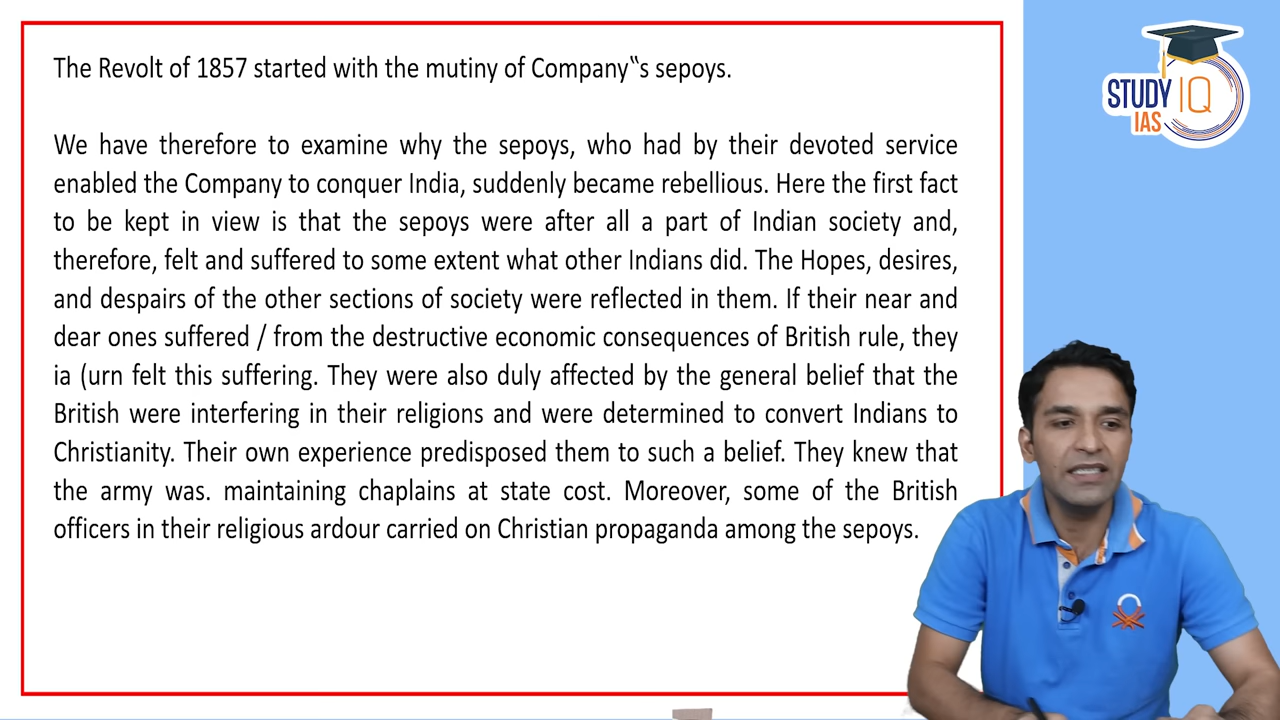 The Revolt of 1857 started with the mutiny of Company‟s sepoys.
We have therefore to examine why the sepoys, who had by their devoted service
enabled the Company to conquer India, suddenly became rebellious. Here the first fact
to be kept in view is that the sepoys were after all a part of Indian society and,
therefore, felt and suffered to some extent what other Indians did. The Hopes, desires,
and despairs of the other sections of society were reflected in them. If their near and
dear ones suffered / from the destructive economic consequences of British rule, they
ia (urn felt this suffering. They were also duly affected by the general belief that the
British were interfering in their religions and were determined to convert Indians to
Christianity. Their own experience predisposed them to such a belief. They knew that
the army was. maintaining chaplains at state cost. Moreover, some of the British
officers in their religious ardour carried on Christian propaganda among the sepoys.
STUDY IQ
IAS